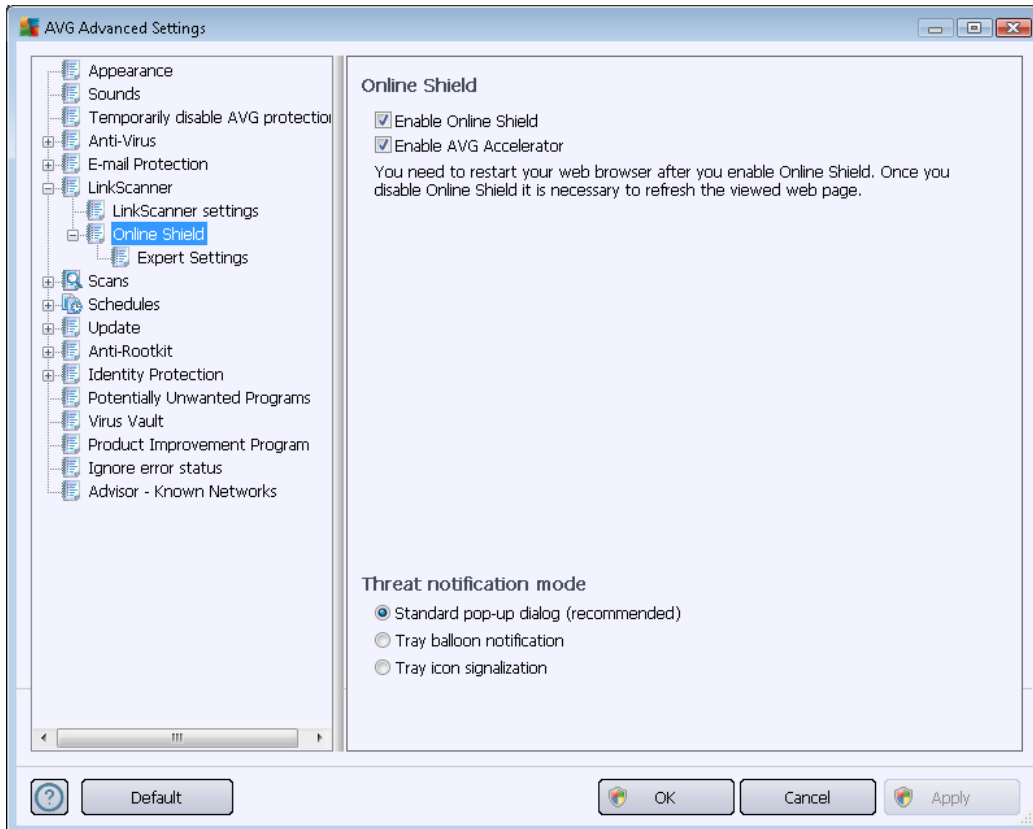 AVG Advanced Settings
Appearance
Sounds
Temporarily disable AVG protection
Anti-Virus
E-mail Protection
LinkScanner
LinkScanner settings
Online Shield
Expert Settings
Scans
Schedules
Update
Anti-Rootkit
Identity Protection
Potentially Unwanted Programs
Virus Vault
Product Improvement Program
Ignore error status
Advisor - Known Networks
Online Shield
Enable Online Shield
Enable AVG Accelerator
You need to restart your web browser after you enable Online Shield. Once you
disable Online Shield it is necessary to refresh the viewed web page.
Threat notification mode
Standard pop-up dialog (recommended)
Tray balloon notification
Tray icon signalization
Default
OK
Cancel
Apply